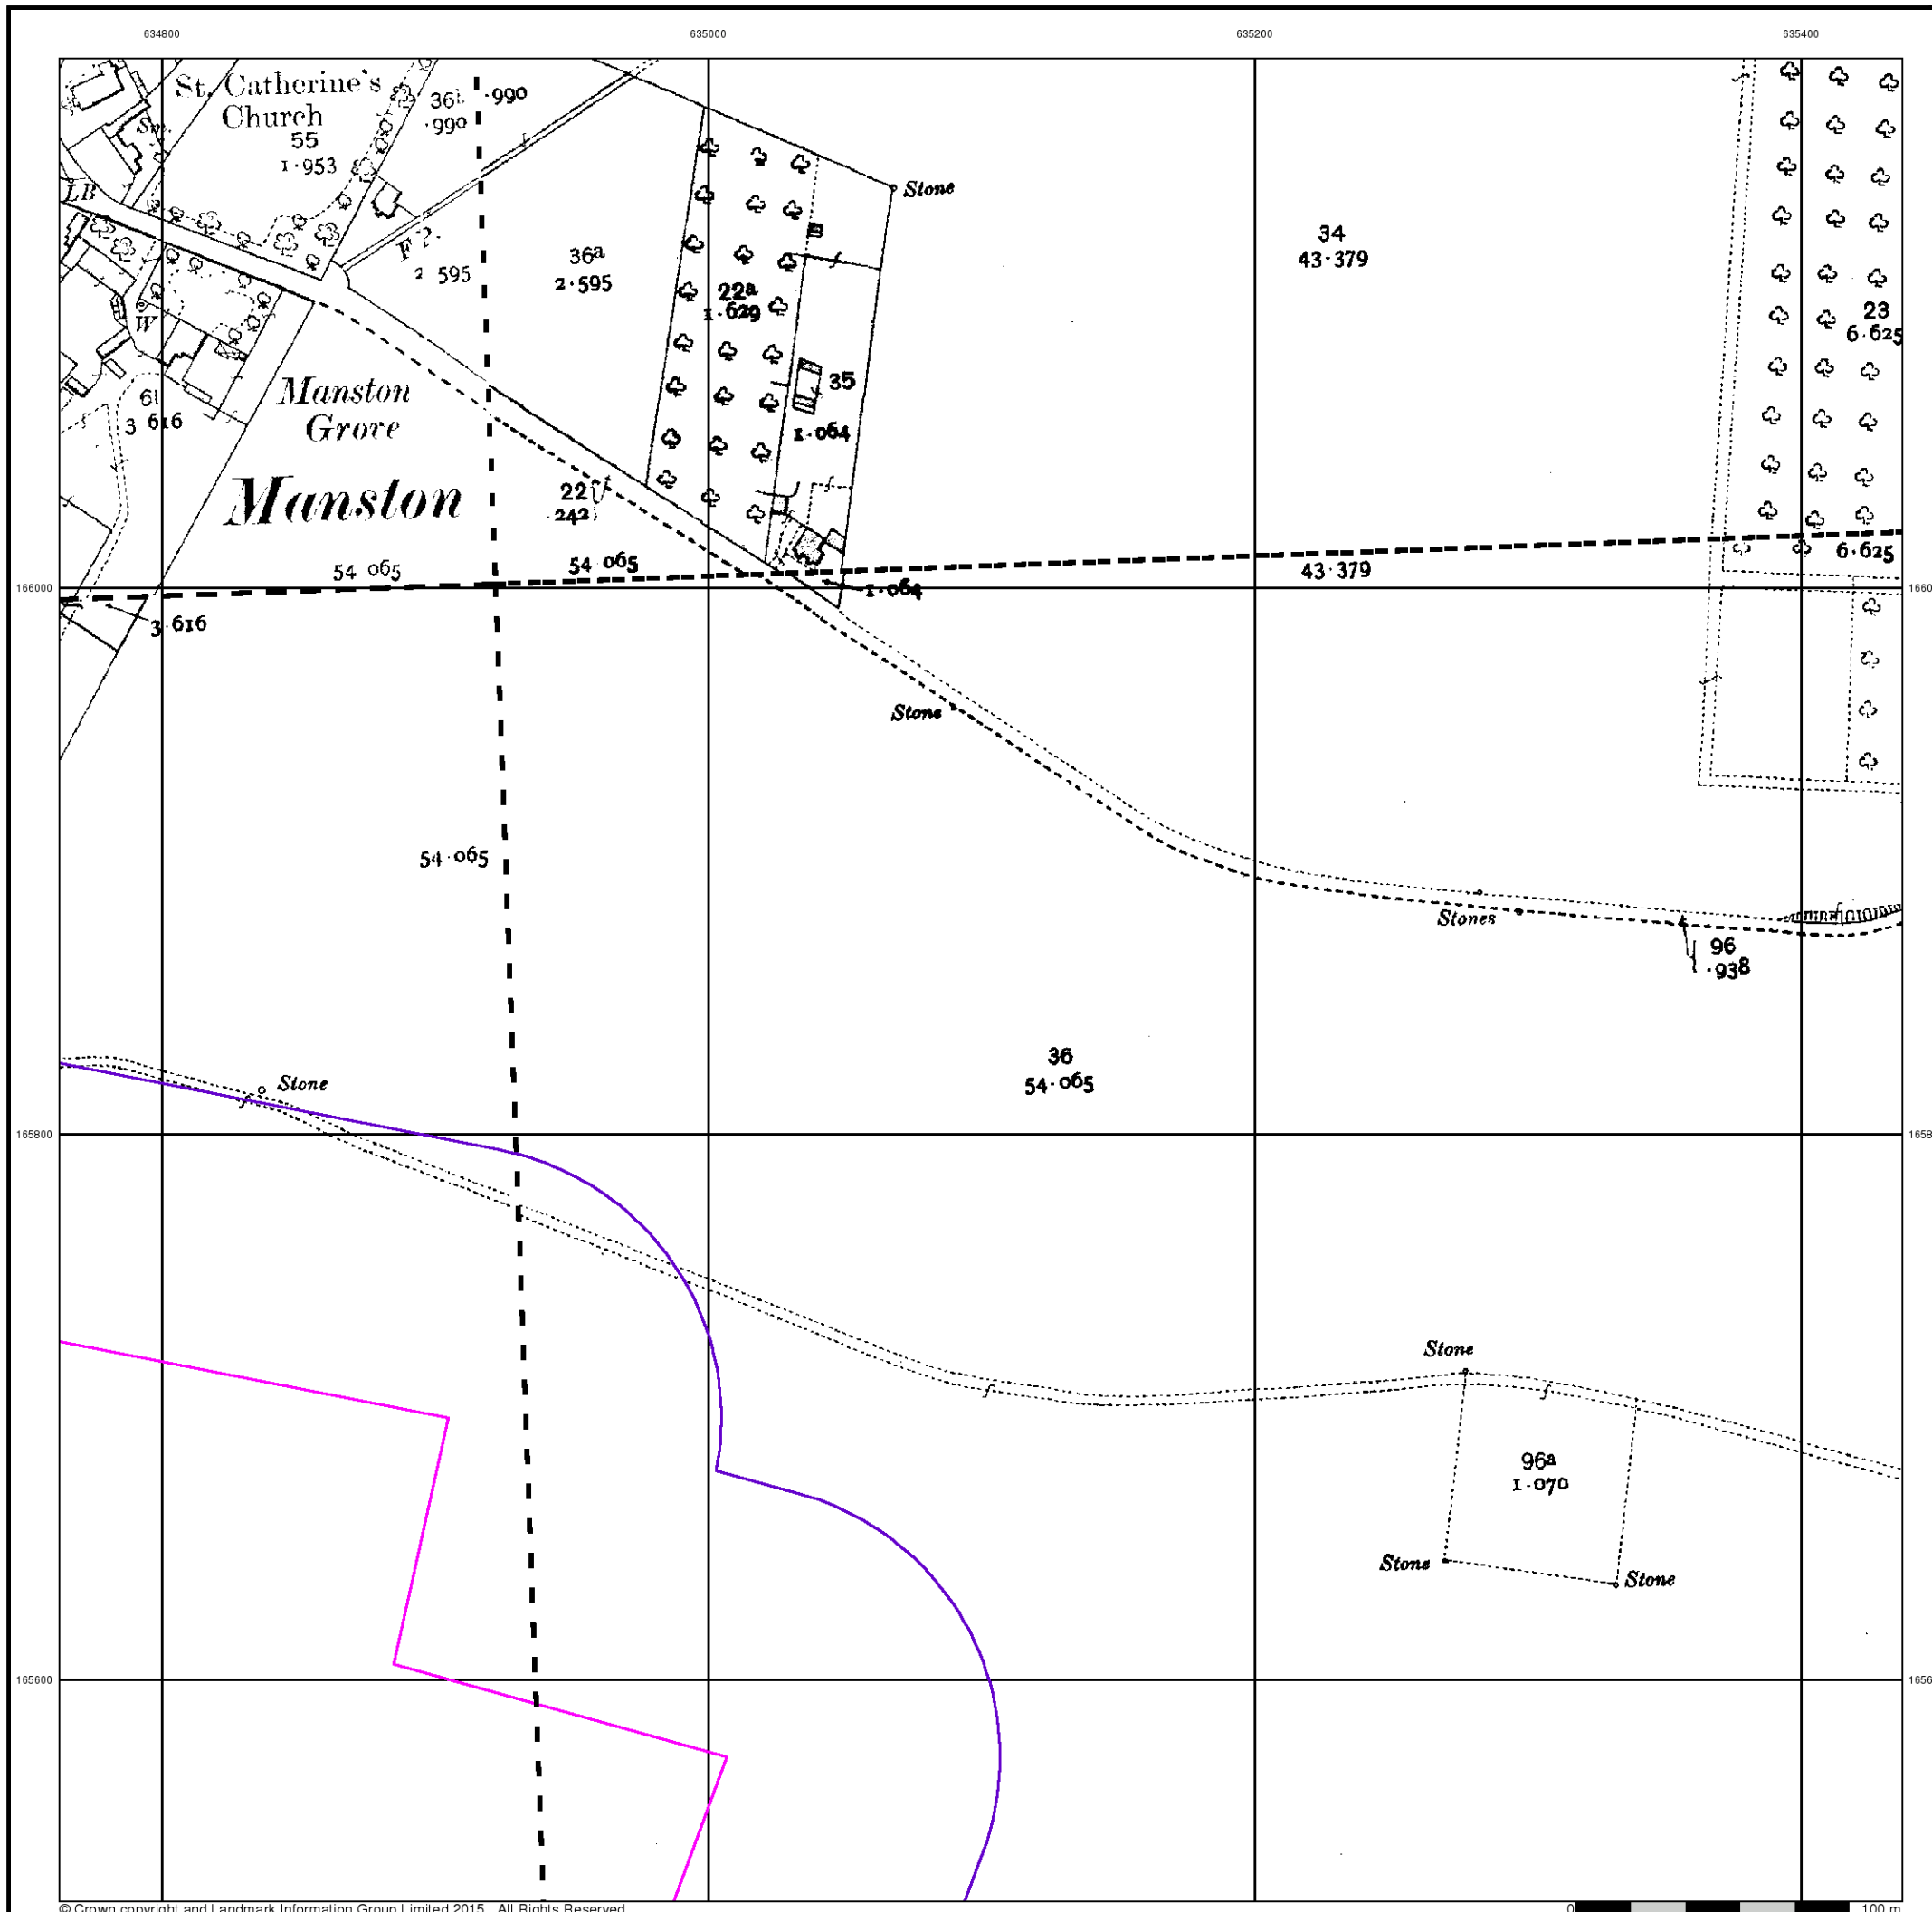 634800
635000
635200
635400
St. Catherine's
Church
55
1·953
·990
·990
Sm.
LB
F.P.
2 595
36a
2·595
Stone
34
43·379
22a
1·629
23
6·625
W
35
1·064
61
3 616
Manston
Grove
Manston
22
·242
54 065
54 065
43·379
6·625
166000
1·064
3·616
Stone
54·065
Stones
96
·938
36
54·065
Stone
165800
1658
Stone
96a
1·070
Stone
Stone
165600
1656
© Crown copyright and Landmark Information Group Limited 2015. All Rights Reserved.
0
100 m